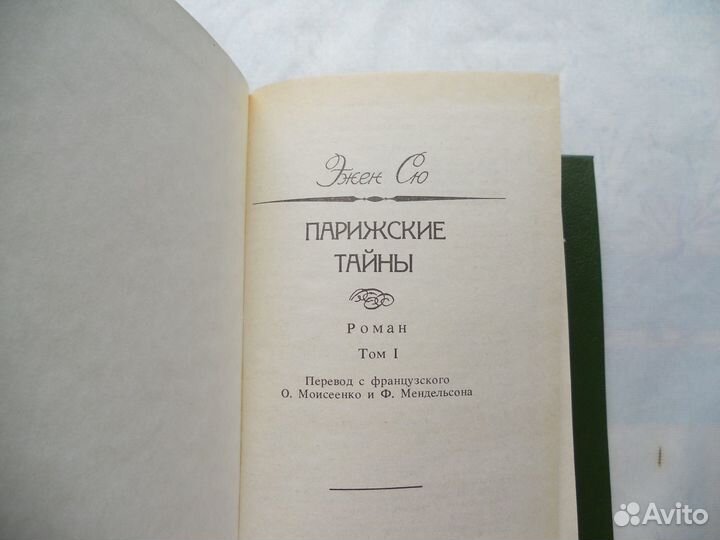 Эжен Сю
ПАРИЖСКИЕ
ТАЙНЫ
Роман
Том I
Перевод с французского
О. Моисеенко и Ф. Мендельсона
Avito